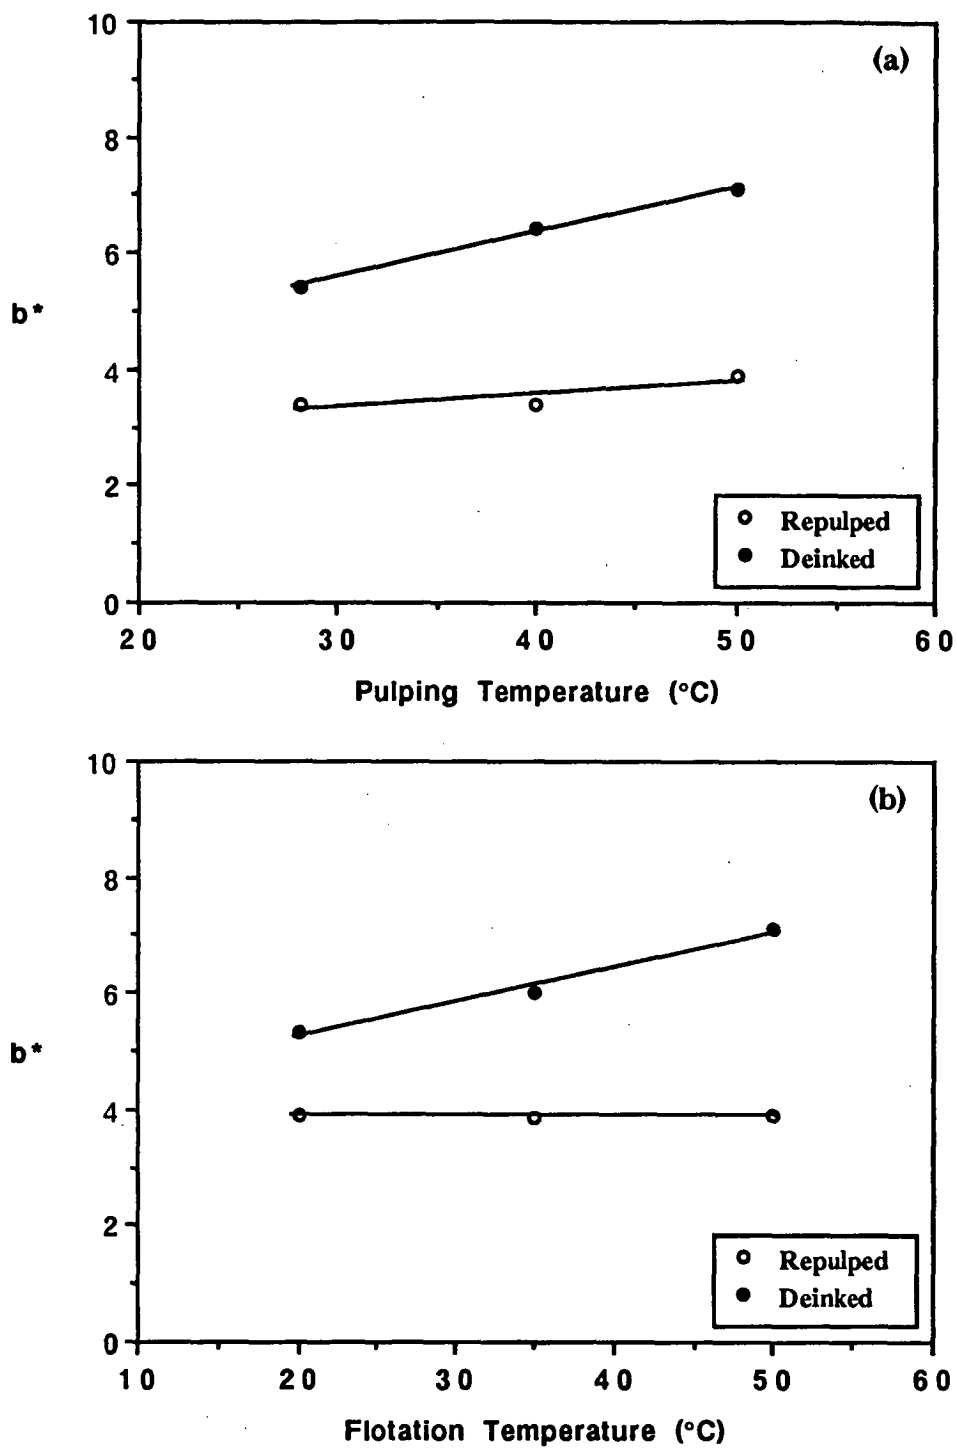 10
(a)
8
6
b*
4
2
Repulped
Deinked
0
20 30 40 50 60
Pulping Temperature (°C)
10
(b)
8
6
b*
4
2
Repulped
Deinked
0
10 20 30 40 50 60
Flotation Temperature (°C)